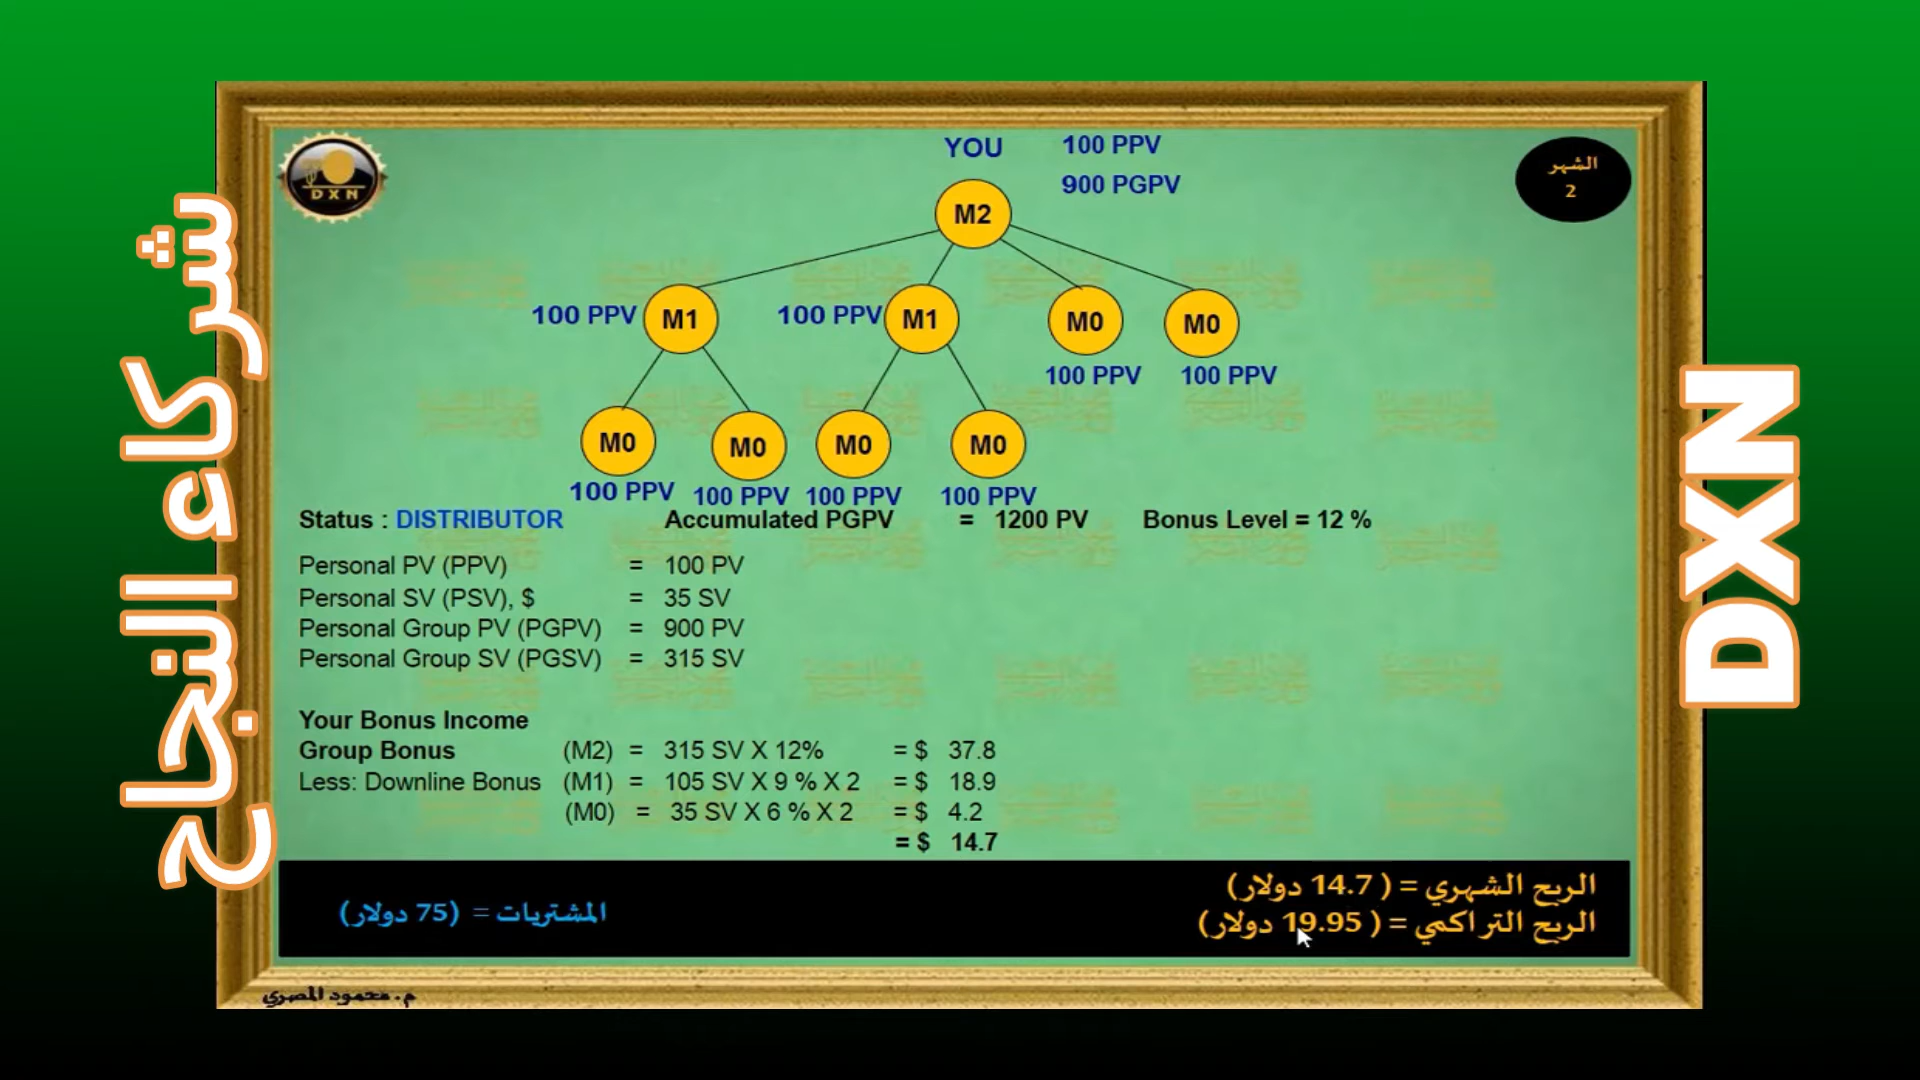 شركاء النجاح
DXN
DXN
الشهر
2
YOU
100 PPV
900 PGPV
M2
100 PPV
M1
100 PPV
M1
M0
M0
100 PPV
100 PPV
M0
M0
M0
M0
100 PPV
100 PPV
100 PPV
100 PPV
Status : DISTRIBUTOR Accumulated PGPV = 1200 PV Bonus Level = 12 %
Personal PV (PPV) = 100 PV
Personal SV (PSV), $ = 35 SV
Personal Group PV (PGPV) = 900 PV
Personal Group SV (PGSV) = 315 SV
Your Bonus Income
Group Bonus (M2) = 315 SV X 12% = $ 37.8
Less: Downline Bonus (M1) = 105 SV X 9 % X 2 = $ 18.9
(M0) = 35 SV X 6 % X 2 = $ 4.2
= $ 14.7
الربح الشهري = ( 14.7 دولار)
الربح التراكمي = ( 19.95 دولار)
المشتريات = (75 دولار)
م. محمود المصري